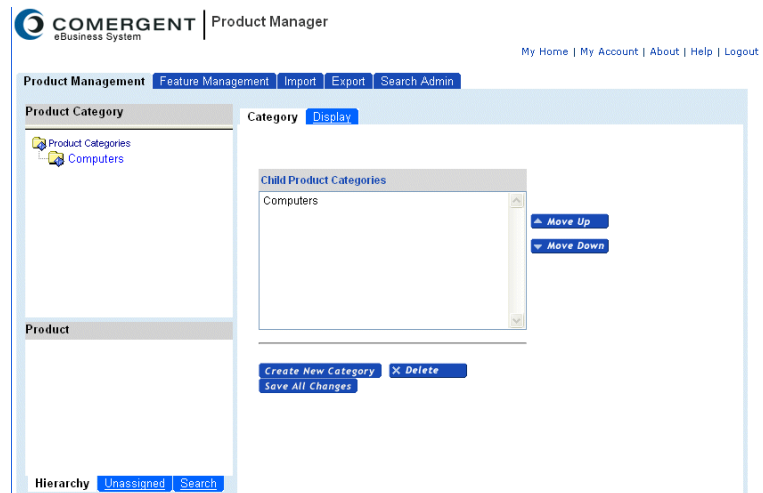 COMERGENT
eBusiness System
Product Manager
My Home | My Account | About | Help | Logout
Product Management Feature Management Import Export Search Admin
Product Category
Product Categories
Computers
Category Display
Child Product Categories
Computers
Move Up
Move Down
Create New Category X Delete
Save All Changes
Product
Hierarchy Unassigned Search